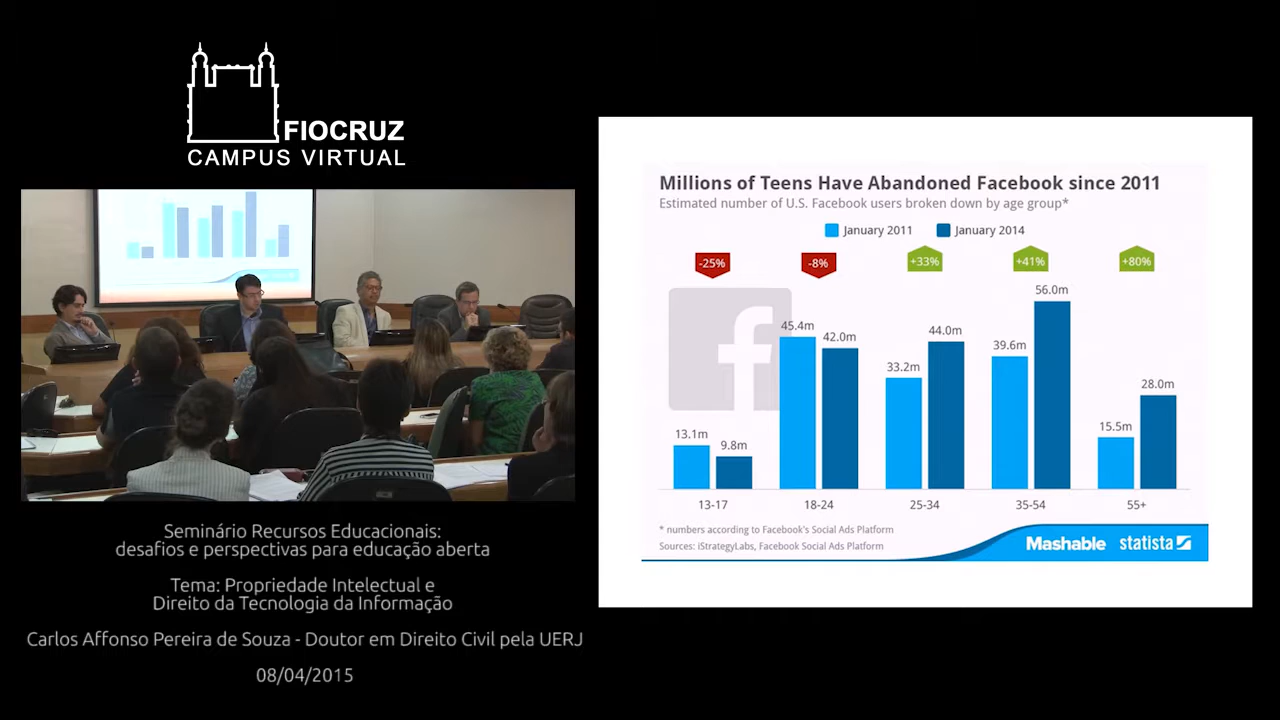 FIOCRUZ
CAMPUS VIRTUAL
Seminário Recursos Educacionais:
desafios e perspectivas para educação aberta
Tema: Propriedade Intelectual e
Direito da Tecnologia da Informação
Carlos Affonso Pereira de Souza - Doutor em Direito Civil pela UERJ
08/04/2015
Millions of Teens Have Abandoned Facebook since 2011
Estimated number of U.S. Facebook users broken down by age group*
January 2011 January 2014
-25% -8% +33% +41% +80%
f
56.0m
45.4m 42.0m 44.0m 39.6m
33.2m
28.0m
13.1m 9.8m 15.5m
13-17 18-24 25-34 35-54 55+
* numbers according to Facebook's Social Ads Platform
Sources: iStrategyLabs, Facebook Social Ads Platform
Mashable statista